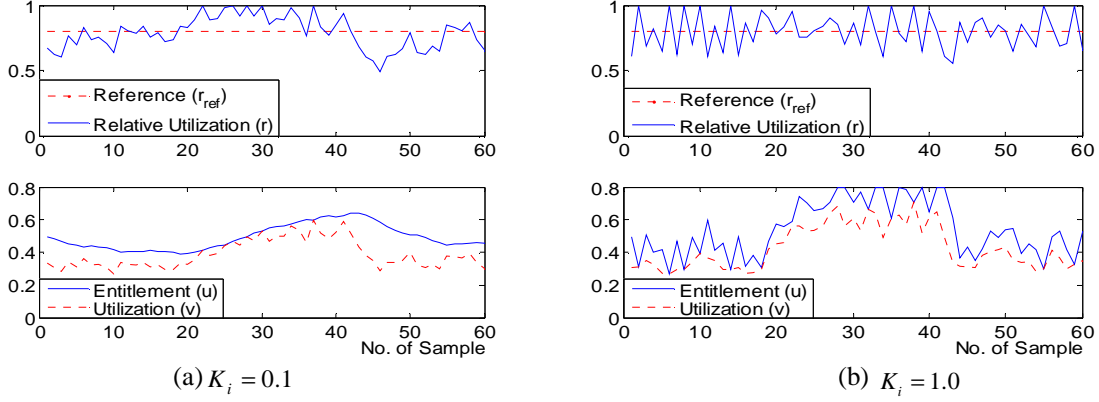 1
0.5
0
Reference (r_ref)
Relative Utilization (r)
0 10 20 30 40 50 60
0.8
0.6
0.4
0.2
0
Entitlement (u)
Utilization (v)
0 10 20 30 40 50 60
No. of Sample
(a) K_i = 0.1
1
0.5
0
Reference (r_ref)
Relative Utilization (r)
0 10 20 30 40 50 60
0.8
0.6
0.4
0.2
0
Entitlement (u)
Utilization (v)
0 10 20 30 40 50 60
No. of Sample
(b) K_i = 1.0